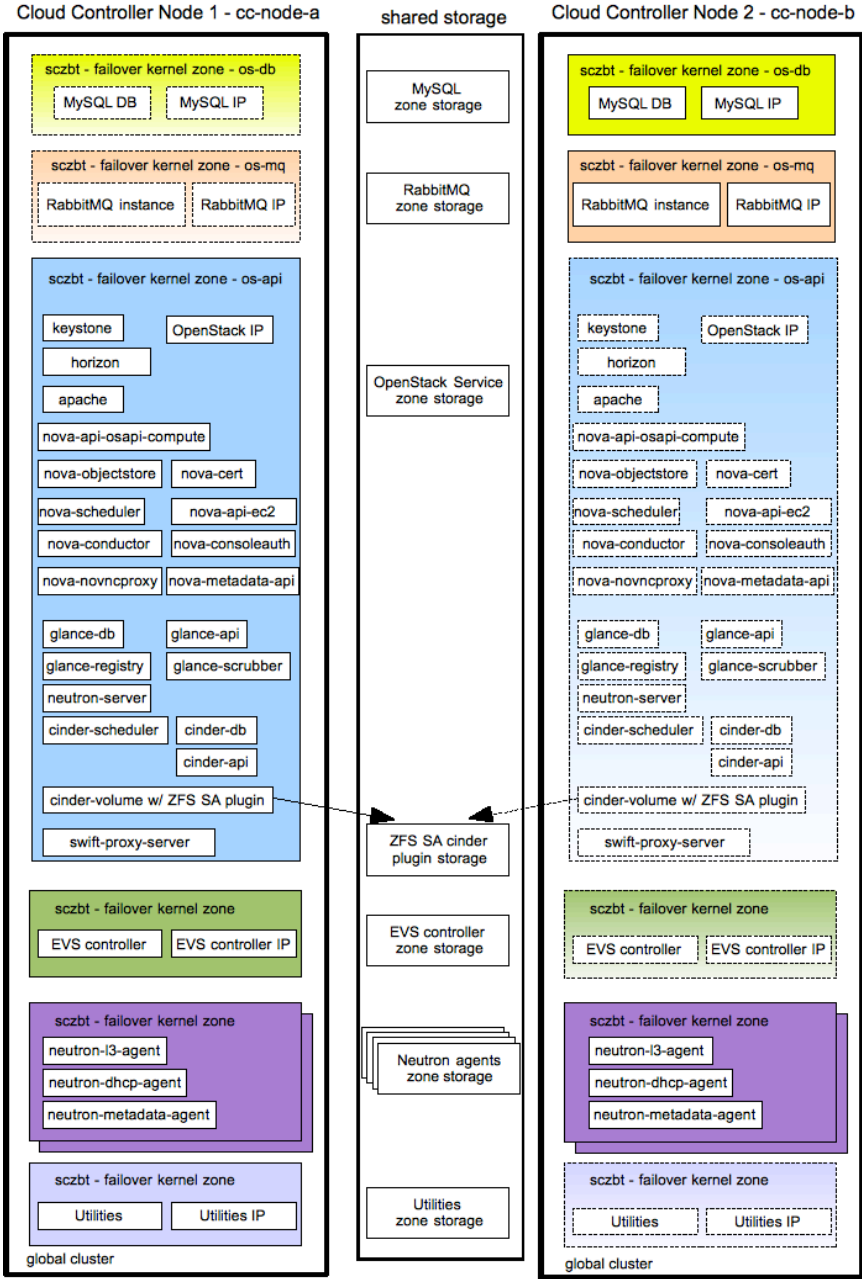 Cloud Controller Node 1 - cc-node-a
sczbt - failover kernel zone - os-db
MySQL DB
MySQL IP
sczbt - failover kernel zone - os-mq
RabbitMQ instance
RabbitMQ IP
sczbt - failover kernel zone - os-api
keystone
OpenStack IP
horizon
apache
nova-api-osapi-compute
nova-objectstore
nova-cert
nova-scheduler
nova-api-ec2
nova-conductor
nova-consoleauth
nova-novncproxy
nova-metadata-api
glance-db
glance-api
glance-registry
glance-scrubber
neutron-server
cinder-scheduler
cinder-db
cinder-api
cinder-volume w/ ZFS SA plugin
swift-proxy-server
sczbt - failover kernel zone
EVS controller
EVS controller IP
sczbt - failover kernel zone
neutron-l3-agent
neutron-dhcp-agent
neutron-metadata-agent
sczbt - failover kernel zone
Utilities
Utilities IP
global cluster
shared storage
MySQL
zone storage
RabbitMQ
zone storage
OpenStack Service
zone storage
ZFS SA cinder
plugin storage
EVS controller
zone storage
Neutron agents
zone storage
Utilities
zone storage
Cloud Controller Node 2 - cc-node-b
sczbt - failover kernel zone - os-db
MySQL DB
MySQL IP
sczbt - failover kernel zone - os-mq
RabbitMQ instance
RabbitMQ IP
sczbt - failover kernel zone - os-api
keystone
OpenStack IP
horizon
apache
nova-api-osapi-compute
nova-objectstore
nova-cert
nova-scheduler
nova-api-ec2
nova-conductor
nova-consoleauth
nova-novncproxy
nova-metadata-api
glance-db
glance-api
glance-registry
glance-scrubber
neutron-server
cinder-scheduler
cinder-db
cinder-api
cinder-volume w/ ZFS SA plugin
swift-proxy-server
sczbt - failover kernel zone
EVS controller
EVS controller IP
sczbt - failover kernel zone
neutron-l3-agent
neutron-dhcp-agent
neutron-metadata-agent
sczbt - failover kernel zone
Utilities
Utilities IP
global cluster